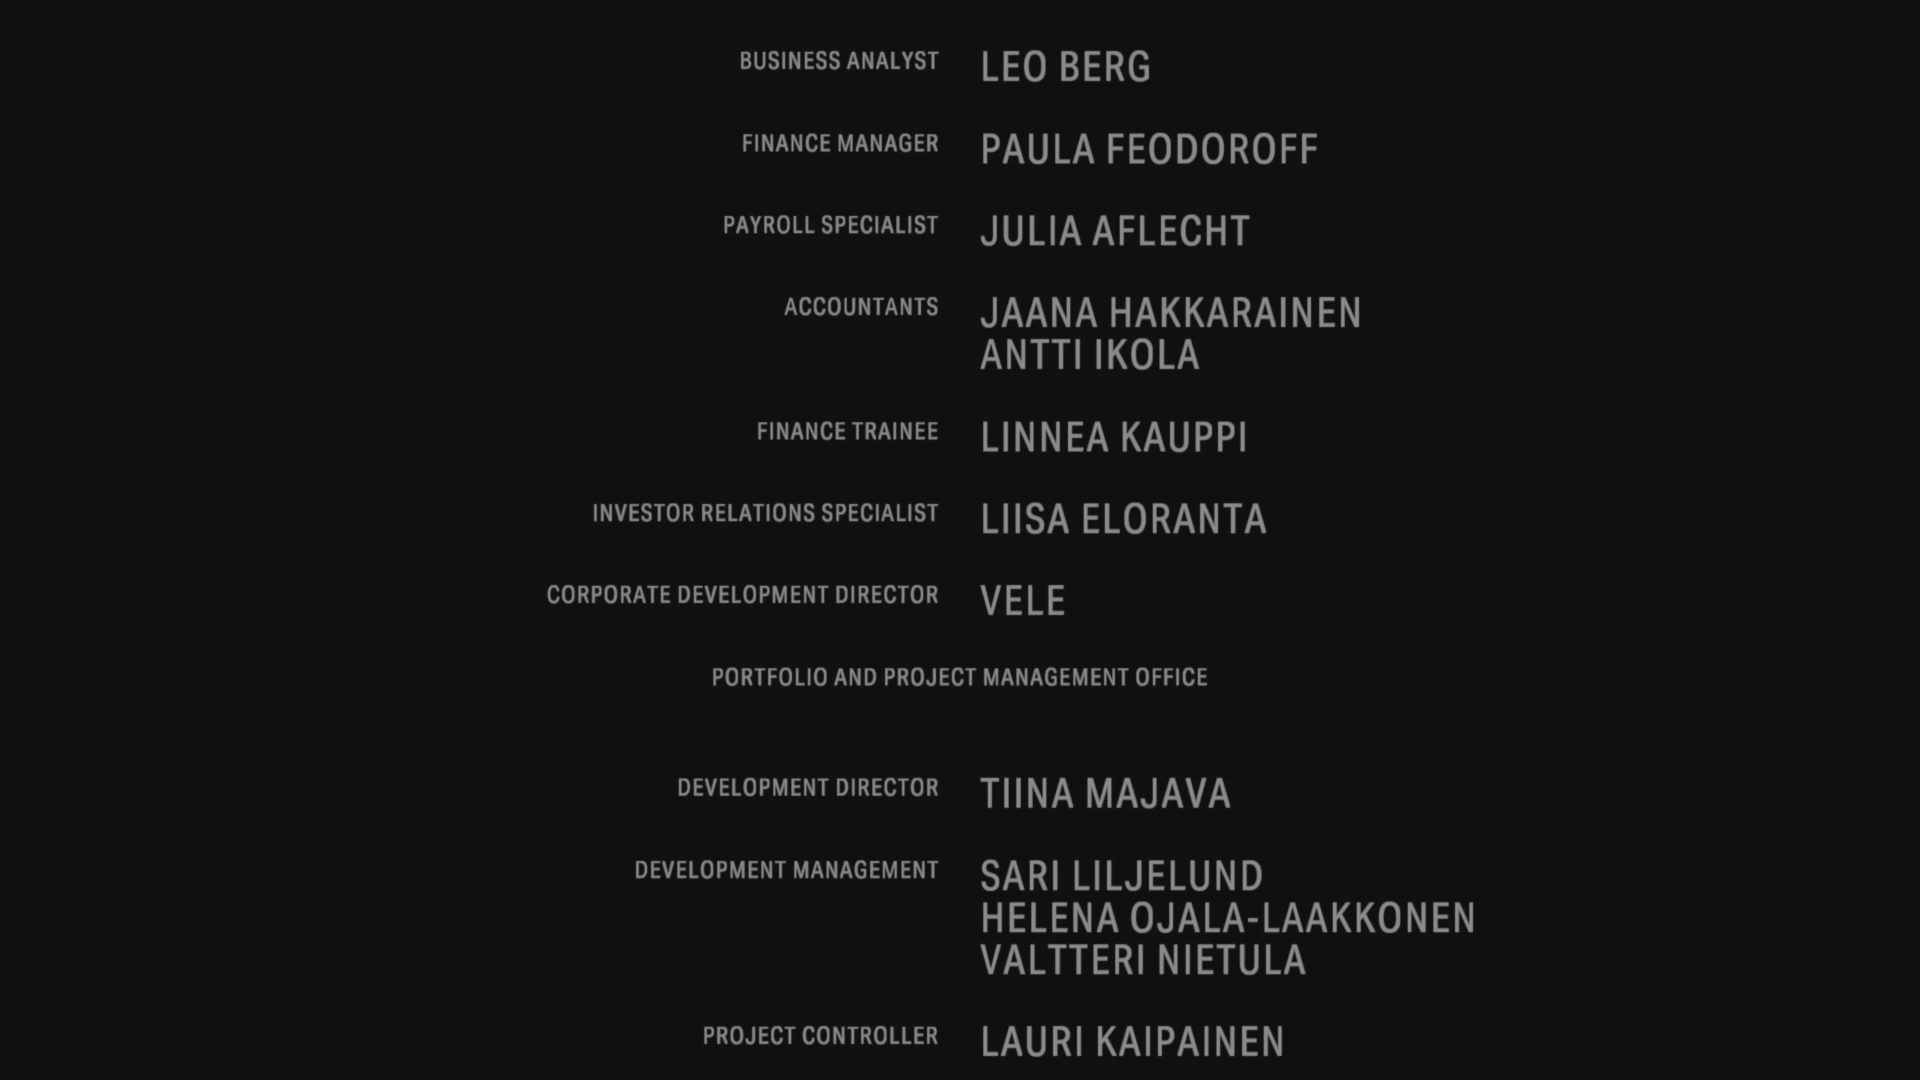 BUSINESS ANALYST LEO BERG
FINANCE MANAGER PAULA FEODOROFF
PAYROLL SPECIALIST JULIA AFLECHT
ACCOUNTANTS JAANA HAKKARAINEN
ANTTI IKOLA
FINANCE TRAINEE LINNEA KAUPPI
INVESTOR RELATIONS SPECIALIST LIISA ELORANTA
CORPORATE DEVELOPMENT DIRECTOR VELE
PORTFOLIO AND PROJECT MANAGEMENT OFFICE
DEVELOPMENT DIRECTOR TIINA MAJAVA
DEVELOPMENT MANAGEMENT SARI LILJELUND
HELENA OJALA-LAAKKONEN
VALTTERI NIETULA
PROJECT CONTROLLER LAURI KAIPAINEN